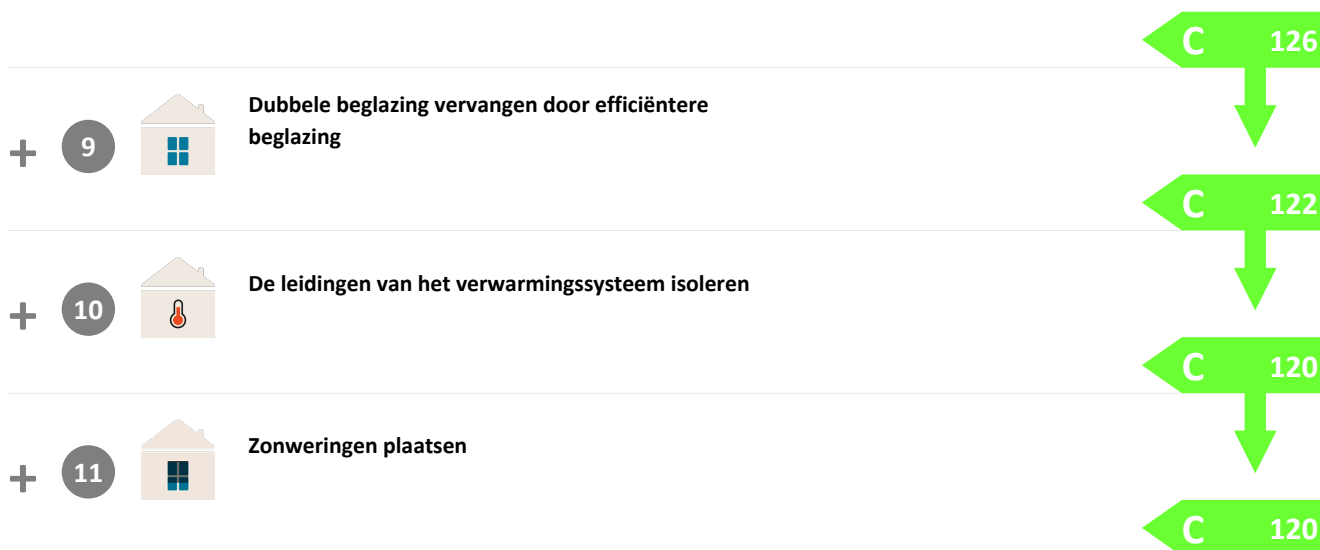 C 126
Dubbele beglazing vervangen door efficiëntere
+ 9
beglazing
C 122
De leidingen van het verwarmingssysteem isoleren
+ 10
C 120
Zonweringen plaatsen
+ 11
C 120